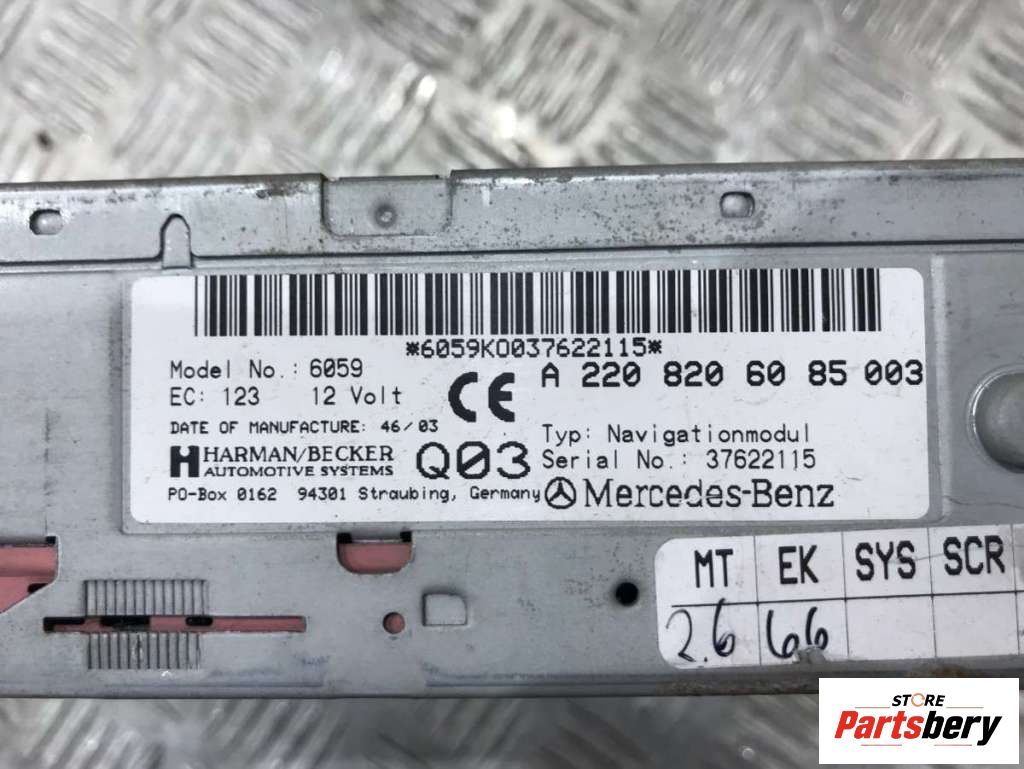 *6059KO037622115*
Model No.: 6059
A 220 820 60 85 003
EC: 123 12 Volt
CE
DATE OF MANUFACTURE: 46/03
Typ: Navigationmodul
HARMAN/BECKER
AUTOMOTIVE SYSTEMS
Q03
Serial No.: 37622115
PO-Box 0162 94301 Straubing, Germany
Mercedes-Benz
MT EK SYS SCR
2.6 66
STORE
Partsbery